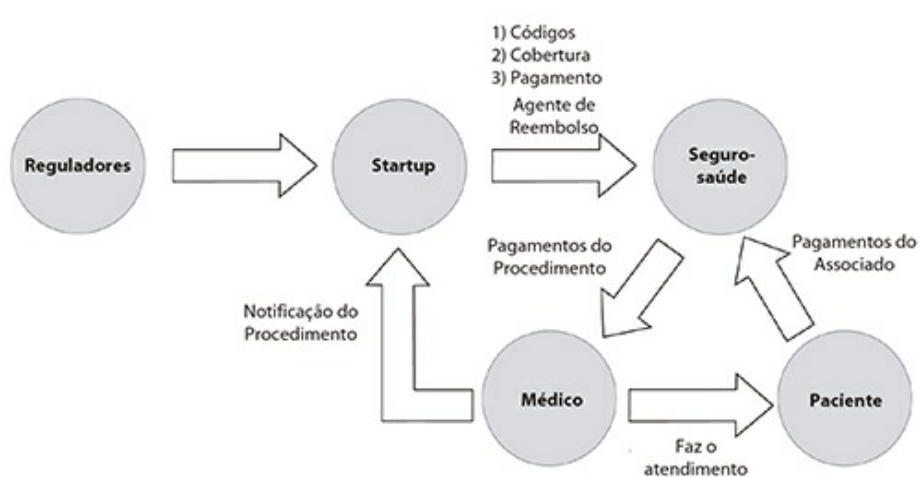 1) Códigos
2) Cobertura
3) Pagamento
Agente de
Reembolso
Reguladores
Startup
Seguro-
saúde
Pagamentos do
Procedimento
Pagamentos do
Associado
Notificação do
Procedimento
Médico
Paciente
Faz o
atendimento